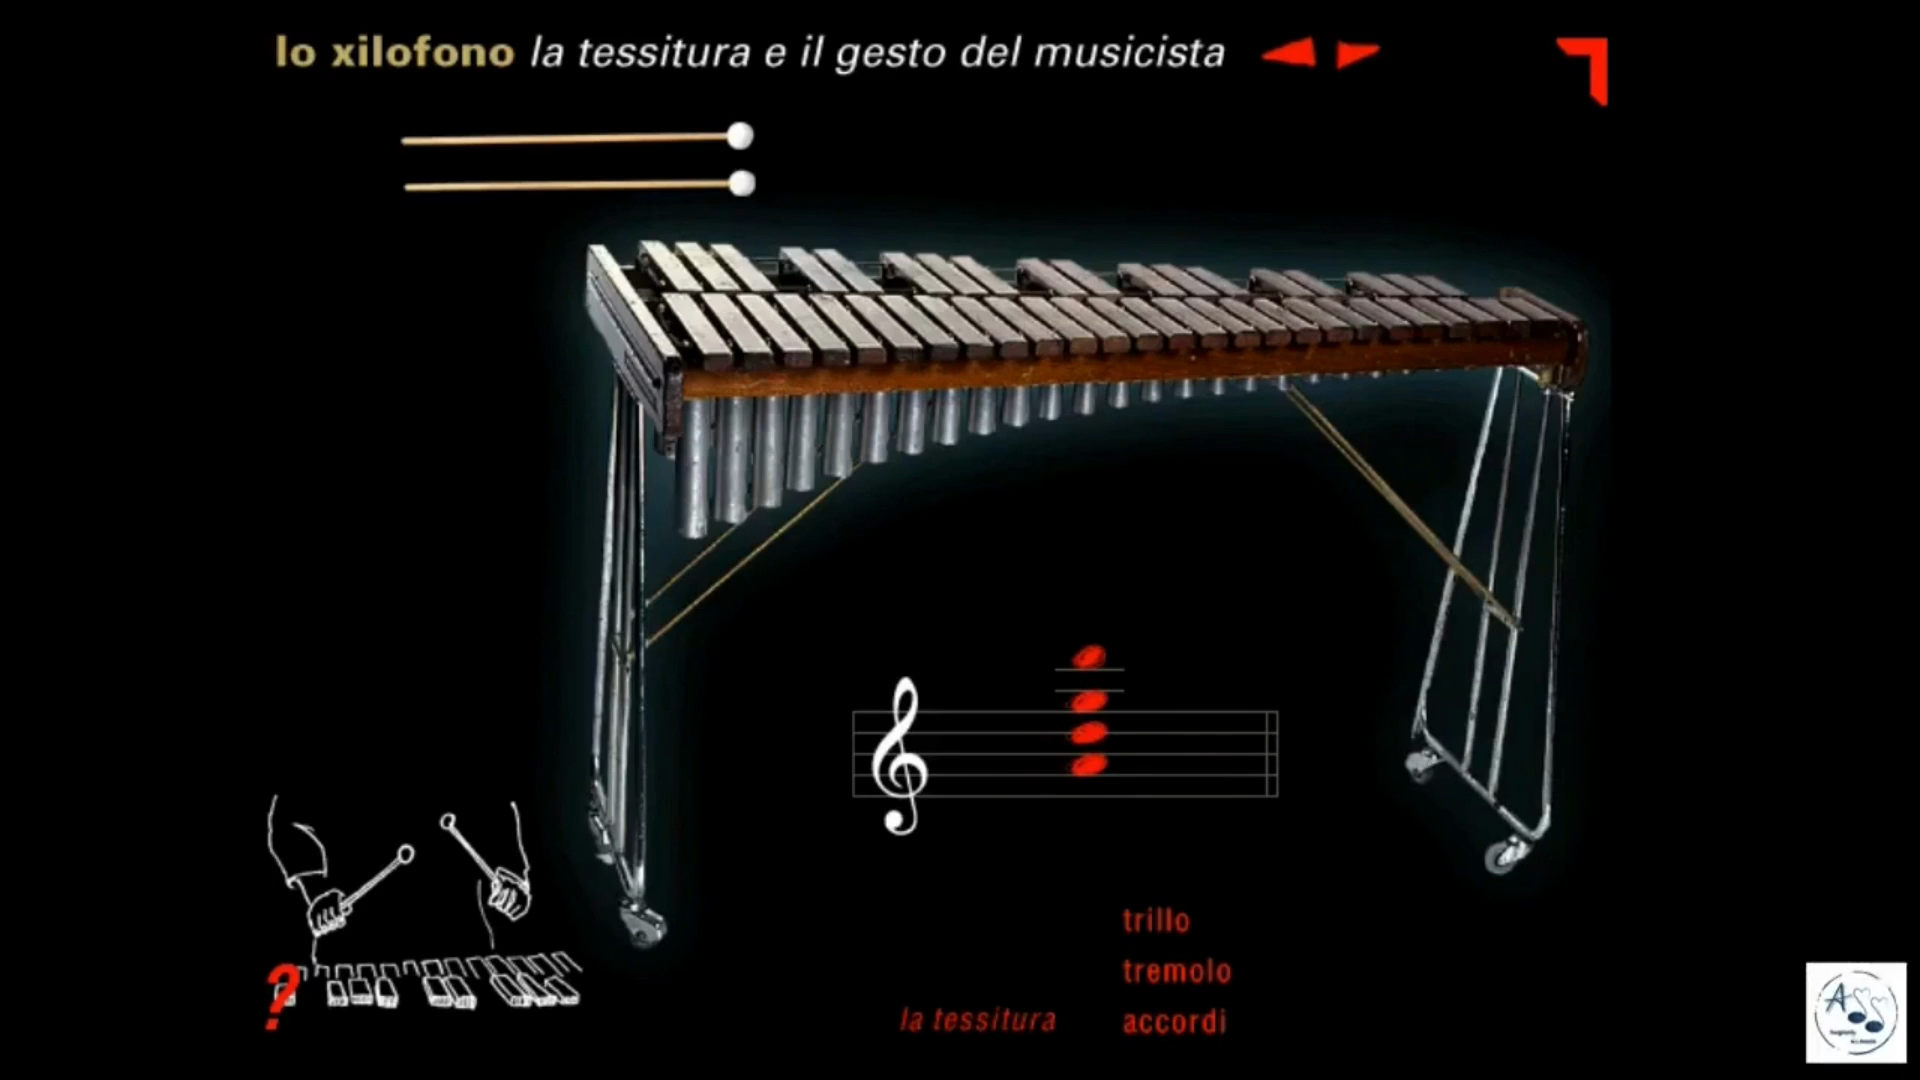 lo xilofono la tessitura e il gesto del musicista
trillo
tremolo
la tessitura accordi
?